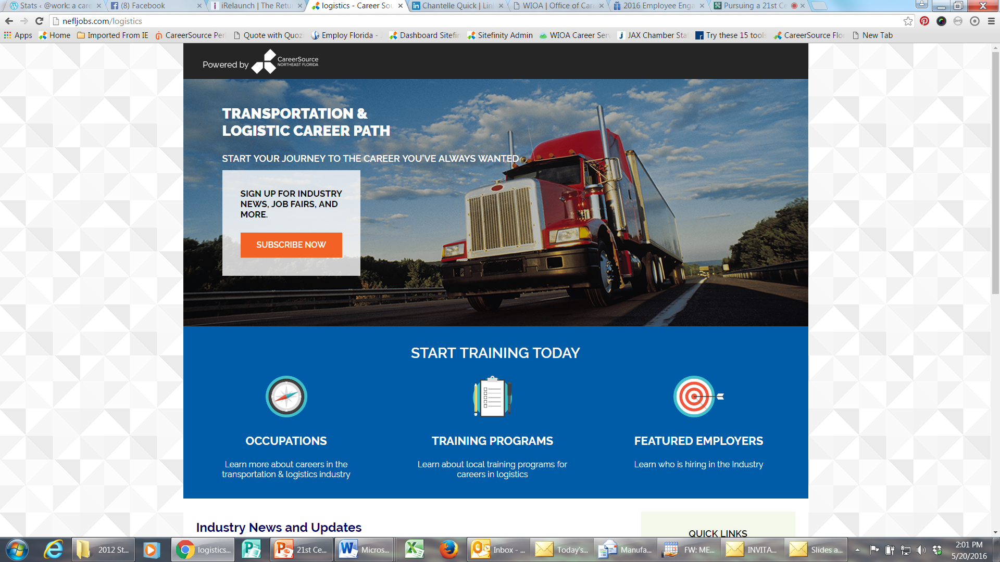 Stats ‹ @work: a care
(8) Facebook
iRelaunch | The Retu
logistics - Career Sou
Chantelle Quick | Lin
WIOA | Office of Care
2016 Employee Enga
Pursuing a 21st Ce
nefljobs.com/logistics
Apps
Home
Imported From IE
CareerSource Per
Quote with Quoz
Employ Florida -
Dashboard Sitefin
Sitefinity Admin
WIOA Career Serv
JAX Chamber Sta
Try these 15 tools
CareerSource Flor
New Tab
Powered by
CareerSource
NORTHEAST FLORIDA
TRANSPORTATION &
LOGISTIC CAREER PATH
START YOUR JOURNEY TO THE CAREER YOU'VE ALWAYS WANTED
SIGN UP FOR INDUSTRY
NEWS, JOB FAIRS, AND
MORE.
SUBSCRIBE NOW
START TRAINING TODAY
OCCUPATIONS
Learn more about careers in the
transportation & logistics industry
TRAINING PROGRAMS
Learn about local training programs for
careers in logistics
FEATURED EMPLOYERS
Learn who is hiring in the Industry
Industry News and Updates
QUICK LINKS
2012 St...
logistics...
21st Ce...
Micros...
Inbox - ...
Today's...
Manufa...
FW: ME...
INVITA...
Slides a...
2:01 PM
5/20/2016